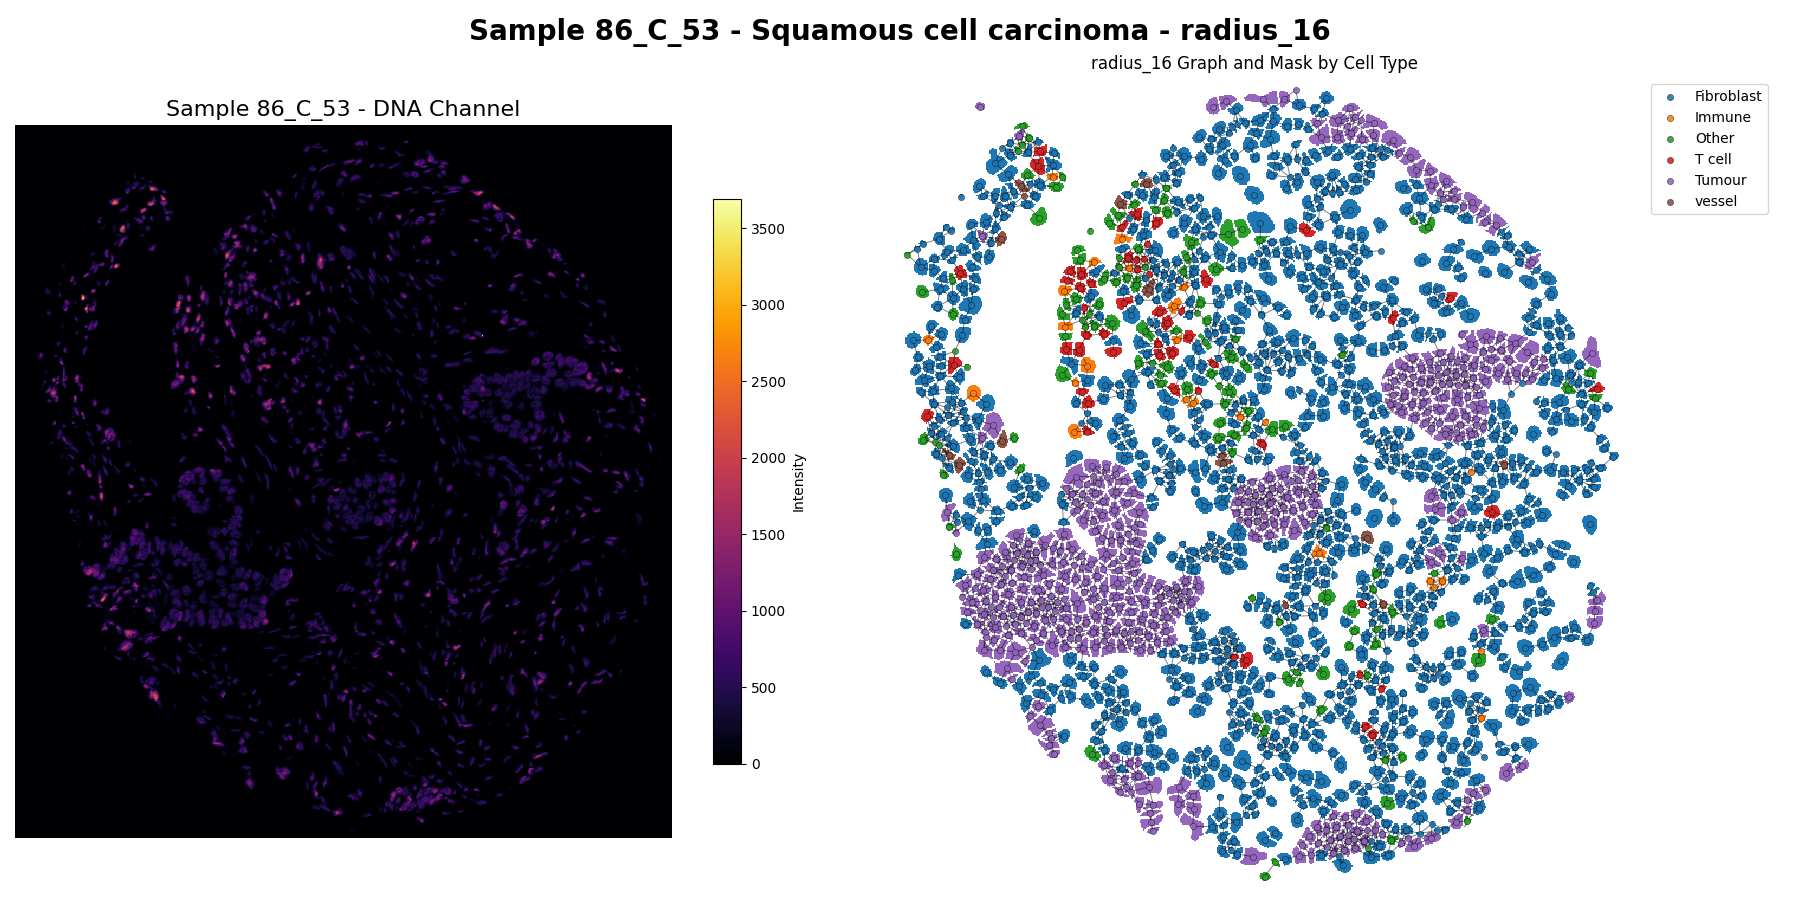 Sample 86_C_53 - Squamous cell carcinoma - radius_16
Sample 86_C_53 - DNA Channel
3500
3000
2500
2000
1500
1000
500
0
Intensity
radius_16 Graph and Mask by Cell Type
Fibroblast
Immune
Other
T cell
Tumour
vessel